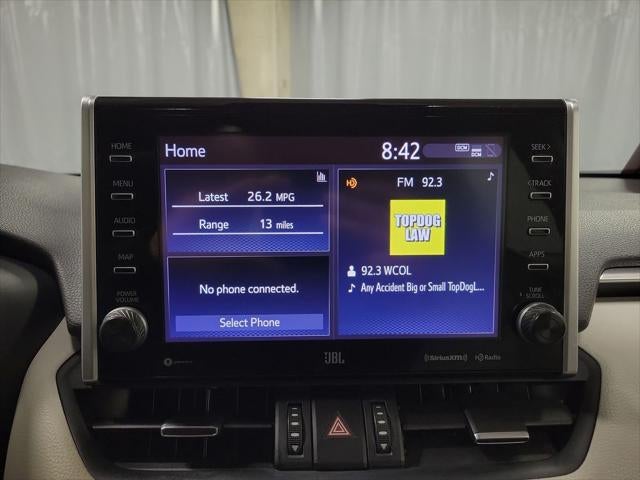 HOME
MENU
AUDIO
MAP
POWER
VOLUME
Home
8:42
DCM
DCM
Latest 26.2 MPG
Range 13 miles
No phone connected.
Select Phone
FM 92.3
TOPDOG
LAW
92.3 WCOL
Any Accident Big or Small TopDogL...
SEEK>
<TRACK
PHONE
APPS
TUNE
SCROLL
JBL
((SiriusXM))
HD Radio